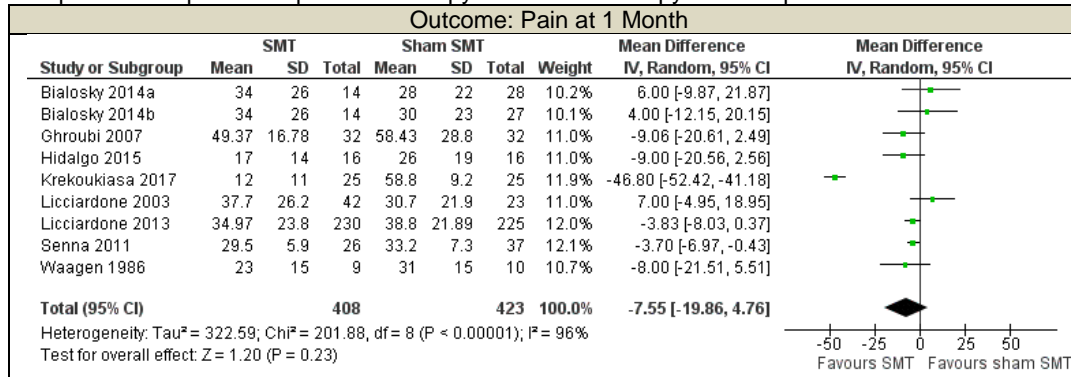 Outcome: Pain at 1 Month
SMT Sham SMT Mean Difference Mean Difference
Study or Subgroup Mean SD Total Mean SD Total Weight IV, Random, 95% CI IV, Random, 95% CI
Bialosky 2014a 34 26 14 28 22 28 10.2% 6.00 [-9.87, 21.87]
Bialosky 2014b 34 26 14 30 23 27 10.1% 4.00 [-12.15, 20.15]
Ghroubi 2007 49.37 16.78 32 58.43 28.8 32 11.0% -9.06 [-20.61, 2.49]
Hidalgo 2015 17 14 16 26 19 16 11.0% -9.00 [-20.56, 2.56]
Krekoukiasa 2017 12 11 25 58.8 9.2 25 11.9% -46.80 [-52.42, -41.18]
Licciardone 2003 37.7 26.2 42 30.7 21.9 23 11.0% 7.00 [-4.95, 18.95]
Licciardone 2013 34.97 23.8 230 38.8 21.89 225 12.0% -3.83 [-8.03, 0.37]
Senna 2011 29.5 5.9 26 33.2 7.3 37 12.1% -3.70 [-6.97, -0.43]
Waagen 1986 23 15 9 31 15 10 10.7% -8.00 [-21.51, 5.51]
Total (95% CI) 408 423 100.0% -7.55 [-19.86, 4.76]
Heterogeneity: Tau² = 322.59; Chi² = 201.88, df = 8 (P < 0.00001); I² = 96%
Test for overall effect: Z = 1.20 (P = 0.23)
-50 -25 0 25 50
Favours SMT Favours sham SMT